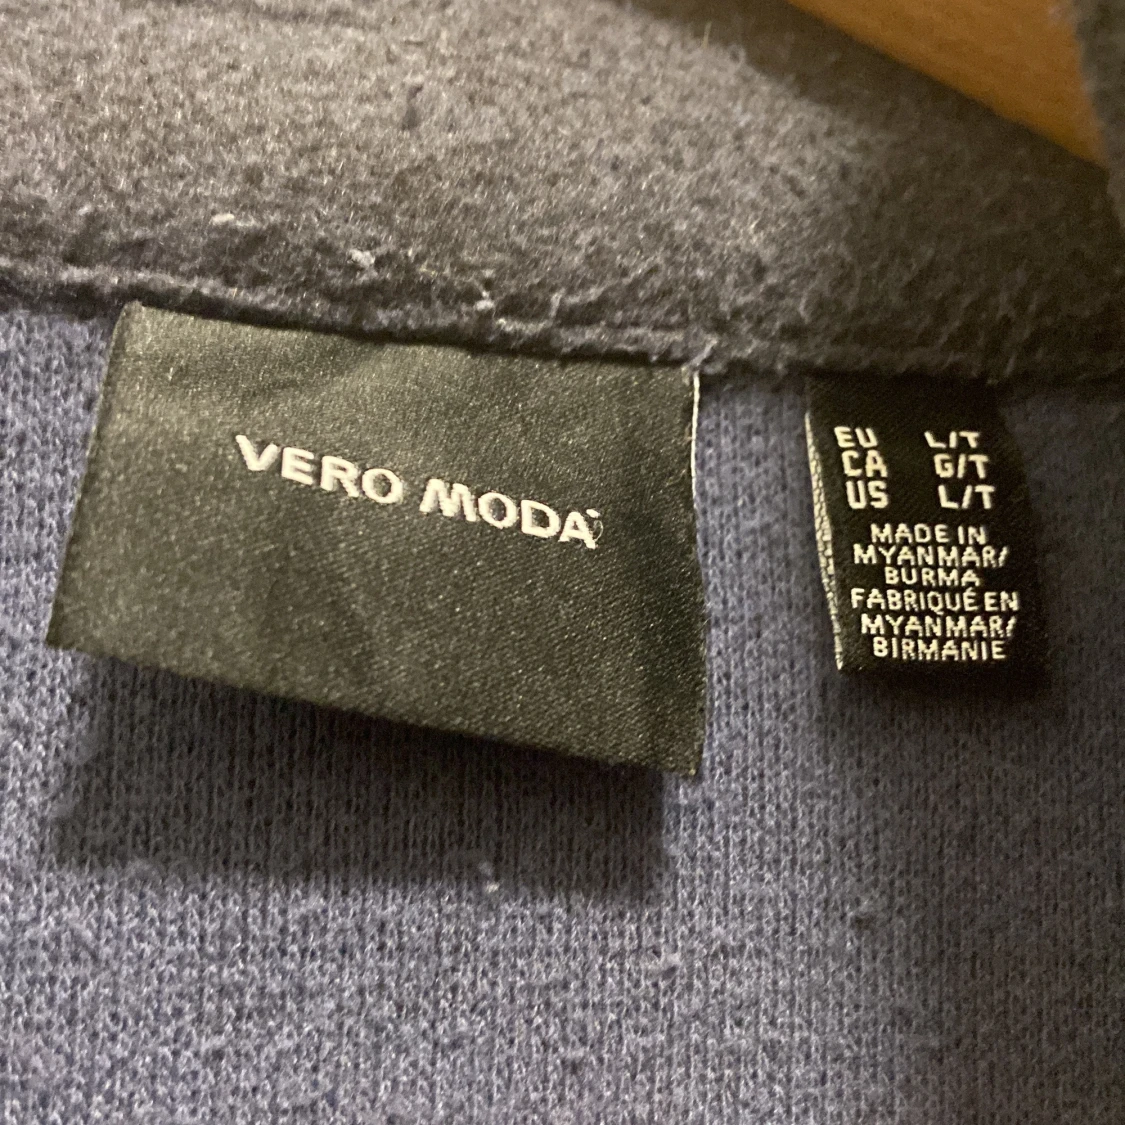 VERO MODA
EU L/T
CA G/T
US L/T
MADE IN
MYANMAR/
BURMA
FABRIQUÉ EN
MYANMAR/
BIRMANIE